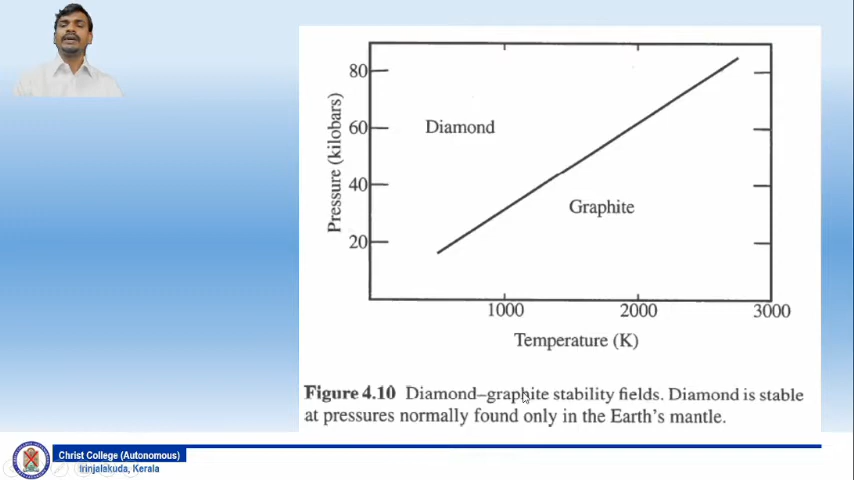 80
60
40
20
Pressure (kilobars)
Diamond
Graphite
1000
2000
3000
Temperature (K)
Figure 4.10 Diamond–graphite stability fields. Diamond is stable
at pressures normally found only in the Earth's mantle.
Christ College (Autonomous)
Irinjalakuda, Kerala